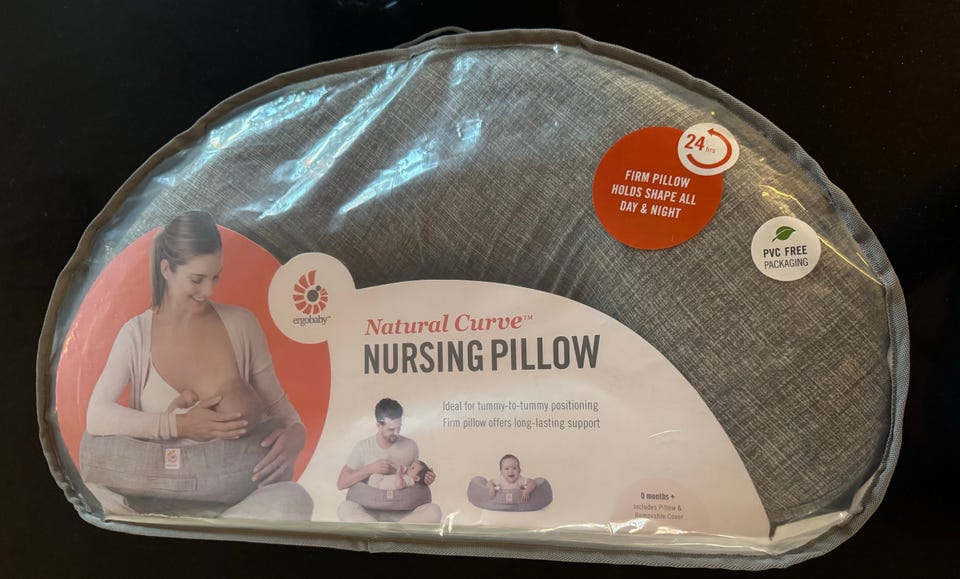 24 hrs
FIRM PILLOW
HOLDS SHAPE ALL
DAY & NIGHT
PVC FREE
PACKAGING
ergobaby™
Natural Curve™
NURSING PILLOW
Ideal for tummy-to-tummy positioning
Firm pillow offers long-lasting support
0 months +
Includes Pillow &
Removable Cover